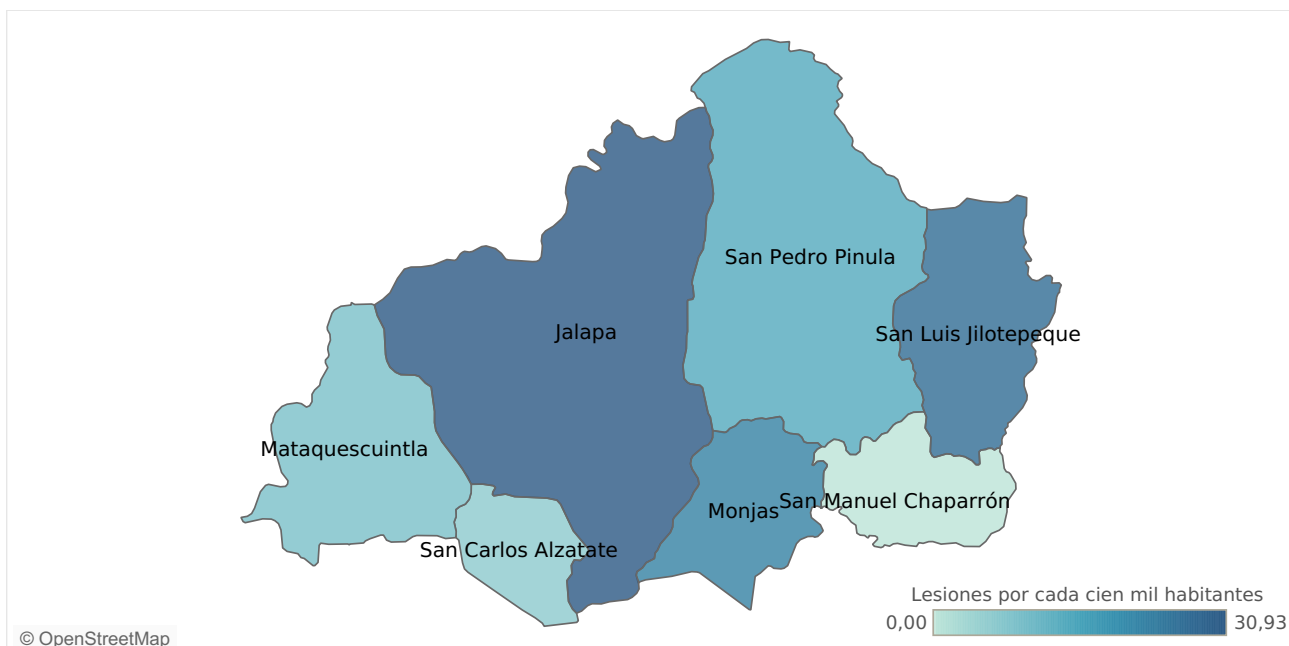 San Pedro Pinula
Jalapa
San Luis Jilotepeque
Mataquescuintla
San Manuel Chaparrón
Monjas
San Carlos Alzatate
Lesiones por cada cien mil habitantes
0,00 30,93
© OpenStreetMap